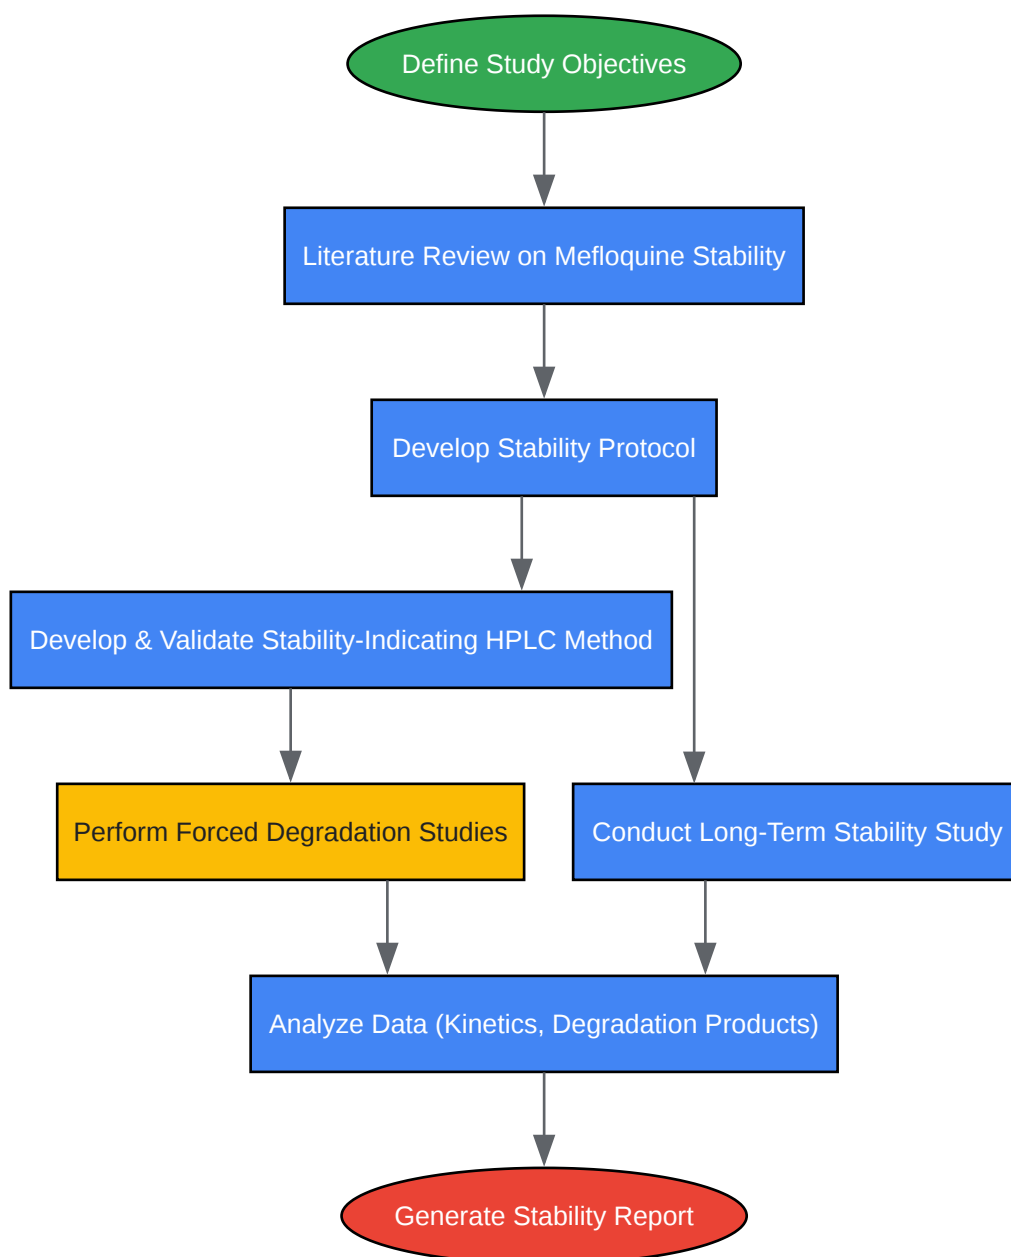 Define Study Objectives
Literature Review on Mefloquine Stability
Develop Stability Protocol
Develop & Validate Stability-Indicating HPLC Method
Perform Forced Degradation Studies
Conduct Long-Term Stability Study
Analyze Data (Kinetics, Degradation Products)
Generate Stability Report